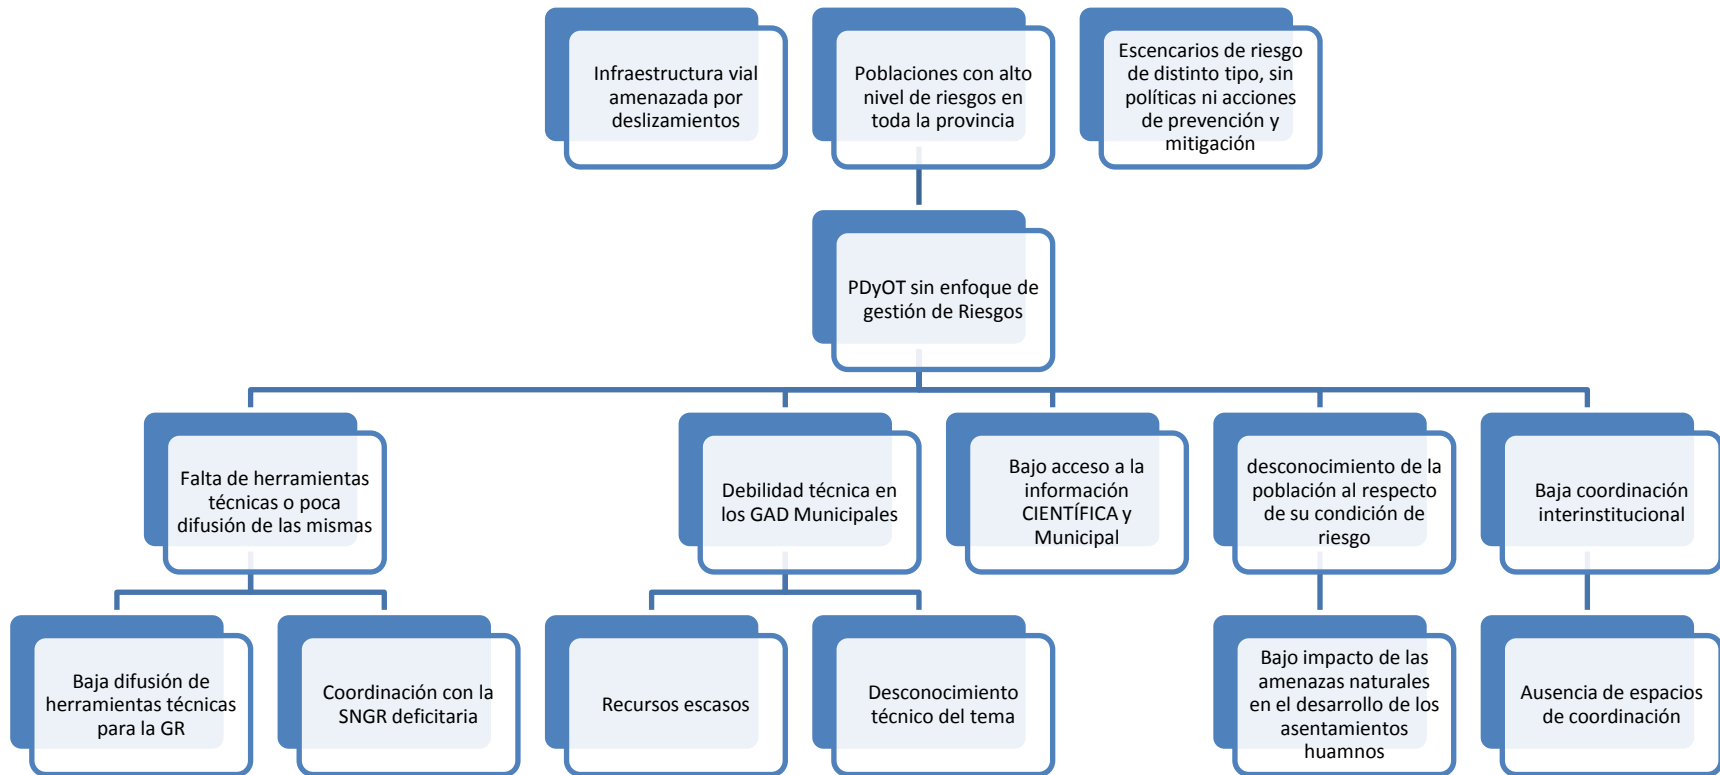 Infraestructura vial
amenazada por
deslizamientos
Poblaciones con alto
nivel de riesgos en
toda la provincia
Escencarios de riesgo
de distinto tipo, sin
políticas ni acciones
de prevención y
mitigación
PDyOT sin enfoque de
gestión de Riesgos
Falta de herramientas
técnicas o poca
difusión de las mismas
Debilidad técnica en
los GAD Municipales
Bajo acceso a la
información
CIENTÍFICA y
Municipal
desconocimiento de la
población al respecto
de su condición de
riesgo
Baja coordinación
interinstitucional
Baja difusión de
herramientas técnicas
para la GR
Coordinación con la
SNGR deficitaria
Recursos escasos
Desconocimiento
técnico del tema
Bajo impacto de las
amenazas naturales
en el desarrollo de los
asentamientos
huamnos
Ausencia de espacios
de coordinación